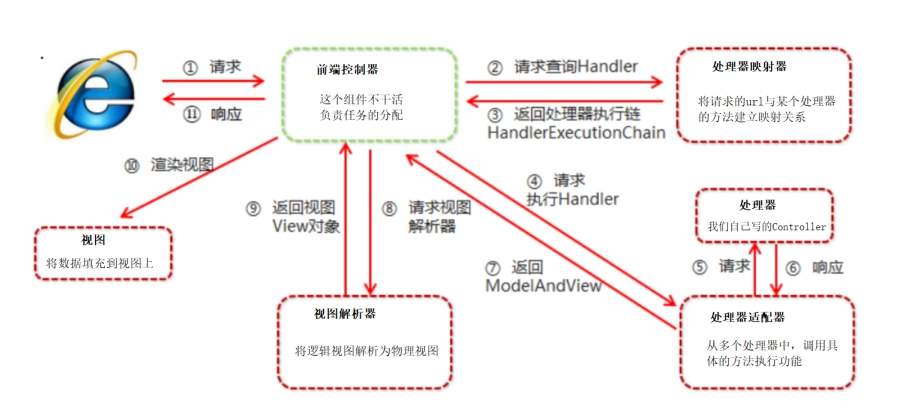 ① 请求
⑪ 响应
前端控制器
这个组件不干活
负责任务的分配
② 请求查询Handler
③ 返回处理器执行链
HandlerExecutionChain
处理器映射器
将请求的url与某个处理器
的方法建立映射关系
⑩ 渲染视图
④ 请求
执行Handler
处理器
我们自己写的Controller
视图
将数据填充到视图上
⑨ 返回视图
View对象
⑧ 请求视图
解析器
⑦ 返回
ModelAndView
⑤ 请求
⑥ 响应
视图解析器
将逻辑视图解析为物理视图
处理器适配器
从多个处理器中，调用具
体的方法执行功能